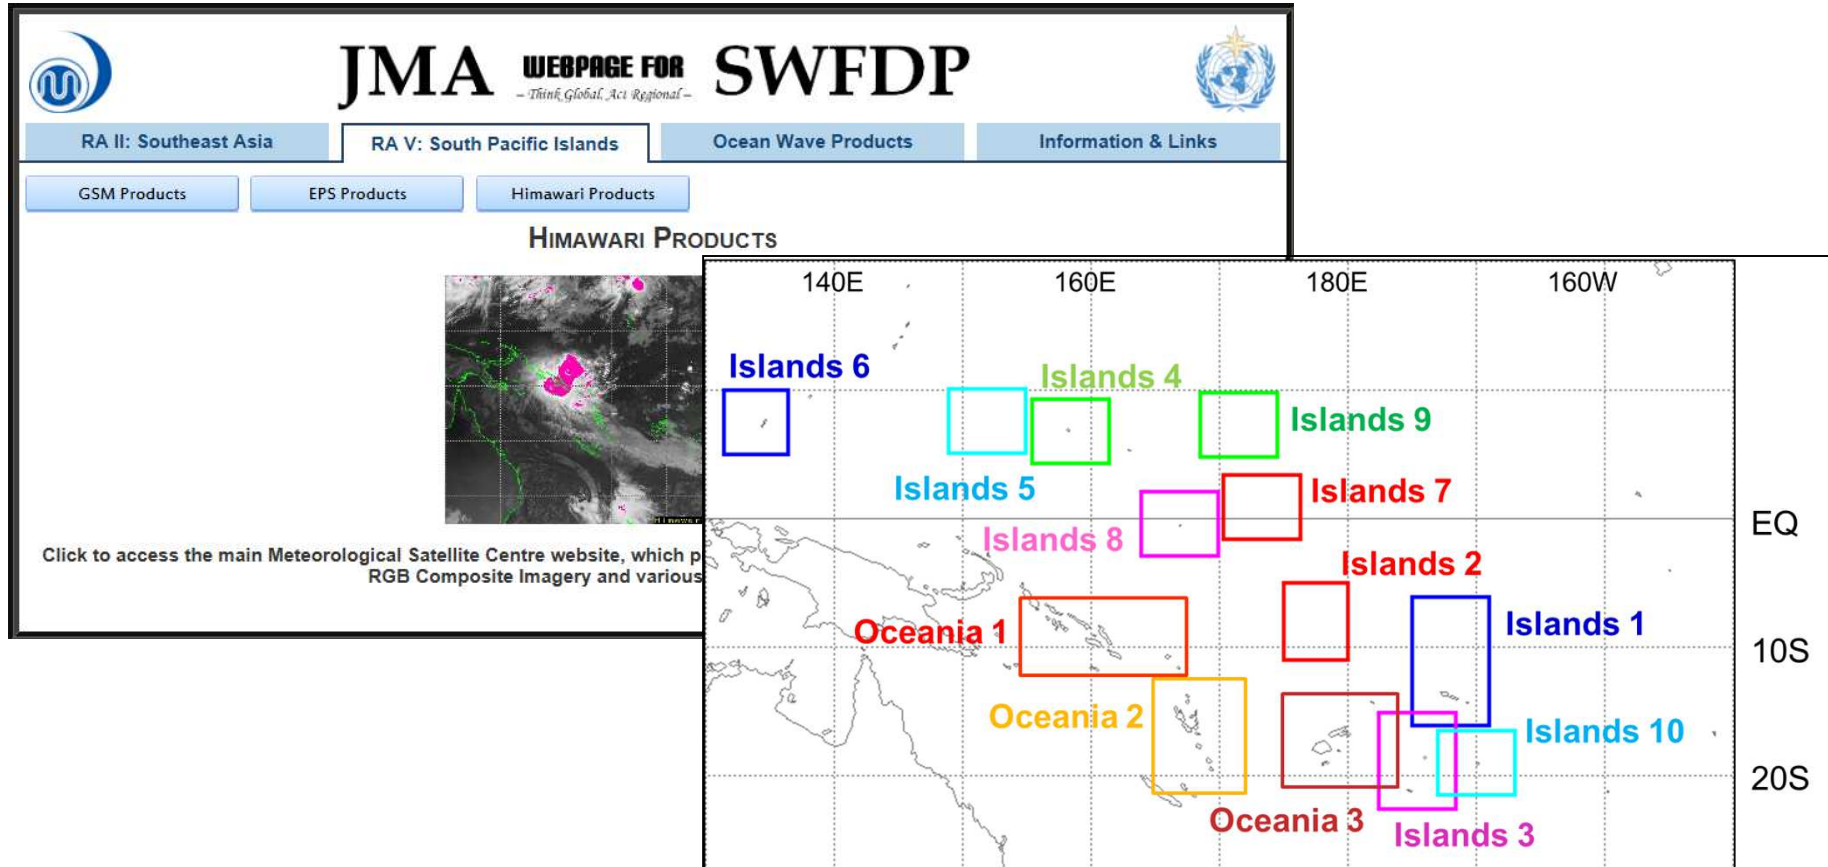 JMA WEBPAGE FOR SWFDP
– Think Global, Act Regional –
RA II: Southeast Asia
RA V: South Pacific Islands
Ocean Wave Products
Information & Links
GSM Products
EPS Products
Himawari Products
HIMAWARI PRODUCTS
Click to access the main Meteorological Satellite Centre website, which p
RGB Composite Imagery and various
Himawar
140E
160E
180E
160W
Islands 6
Islands 4
Islands 9
Islands 5
Islands 7
Islands 8
EQ
Islands 2
Islands 1
Oceania 1
10S
Oceania 2
Islands 10
20S
Oceania 3
Islands 3